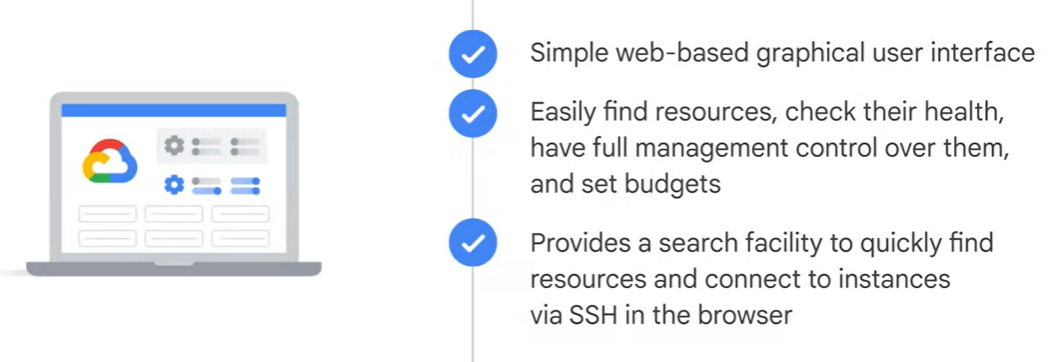 Simple web-based graphical user interface
Easily find resources, check their health,
have full management control over them,
and set budgets
Provides a search facility to quickly find
resources and connect to instances
via SSH in the browser